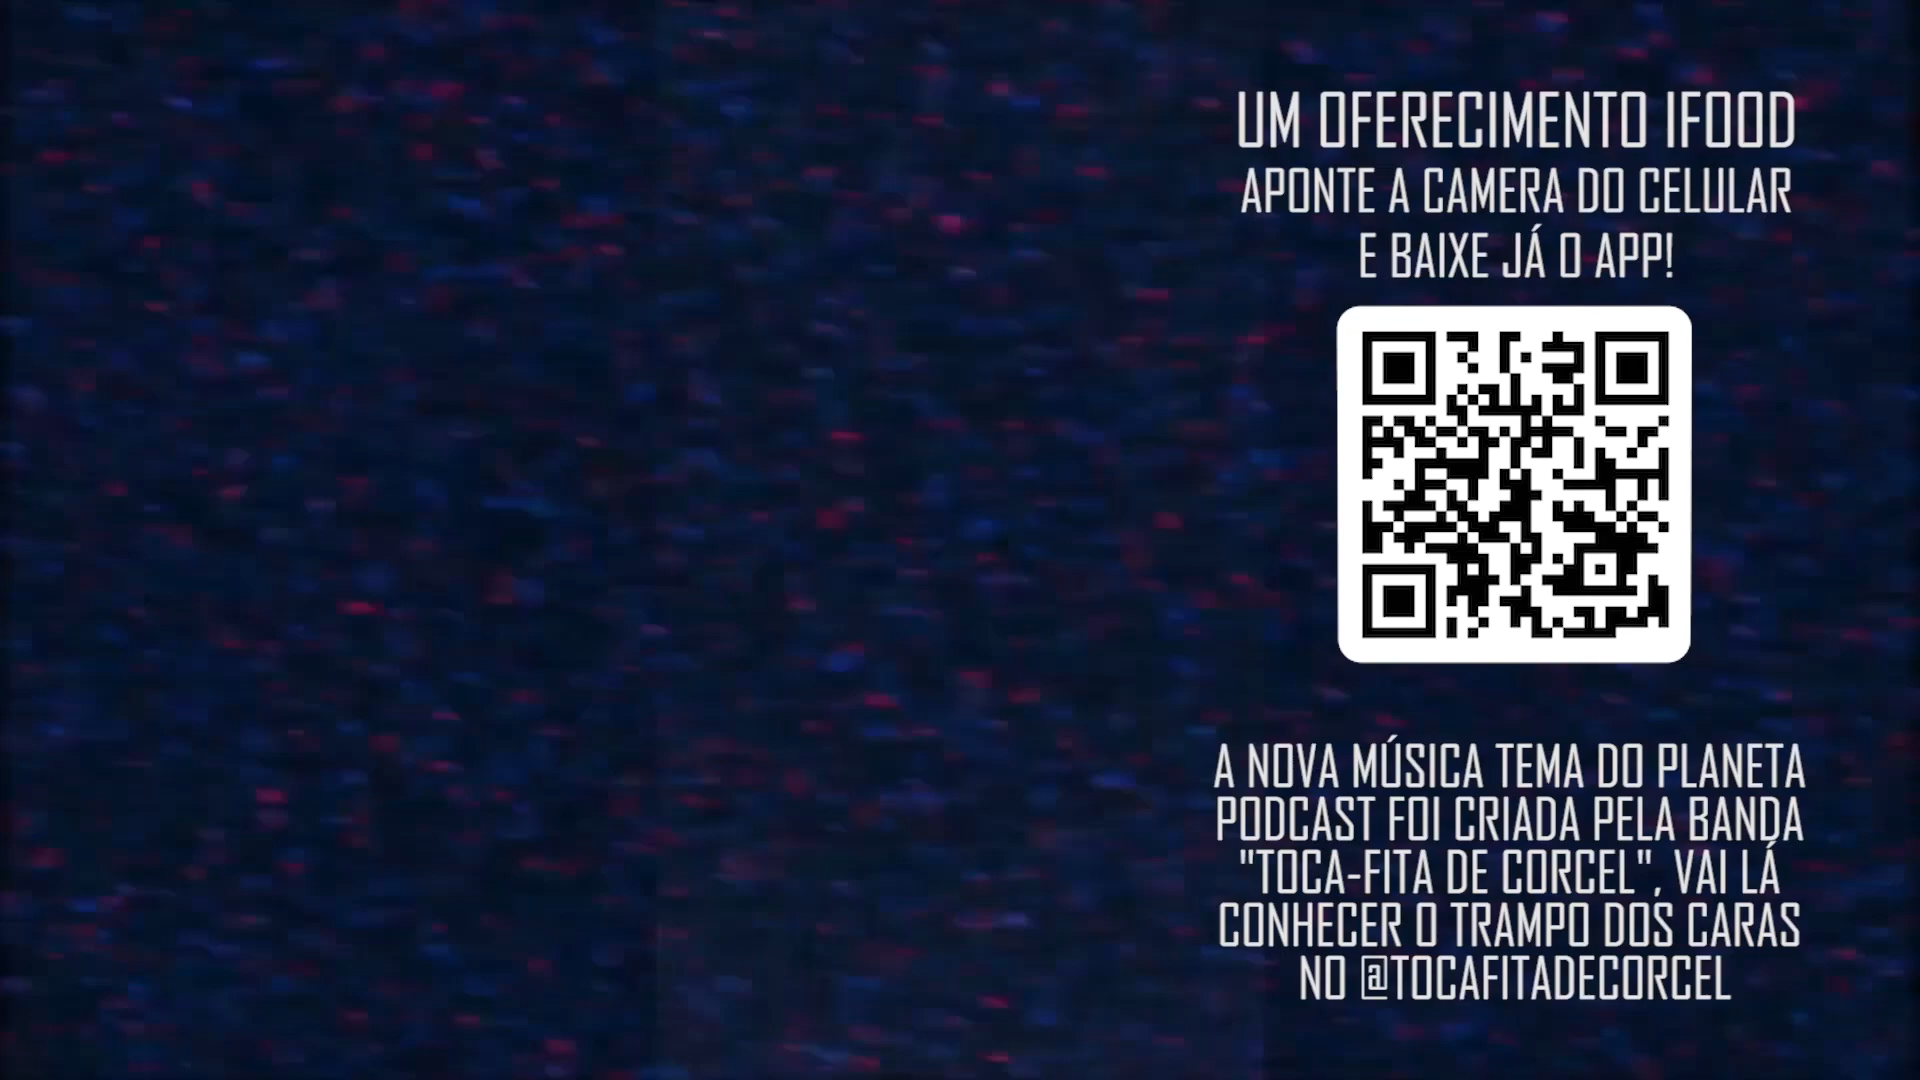 UM OFERECIMENTO IFOOD
APONTE A CAMERA DO CELULAR
E BAIXE JÁ O APP!
A NOVA MÚSICA TEMA DO PLANETA
PODCAST FOI CRIADA PELA BANDA
"TOCA-FITA DE CORCEL", VAI LÁ
CONHECER O TRAMPO DOS CARAS
NO @TOCAFITADECORCEL